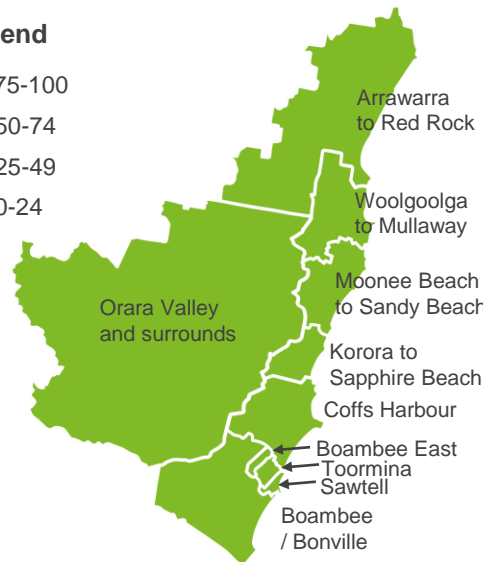 end
75-100
50-74
25-49
0-24
Arrawarra
to Red Rock
Woolgoolga
to Mullaway
Moonee Beach
to Sandy Beach
Orara Valley
and surrounds
Korora to
Sapphire Beach
Coffs Harbour
Boambee East
Toormina
Sawtell
Boambee
/ Bonville